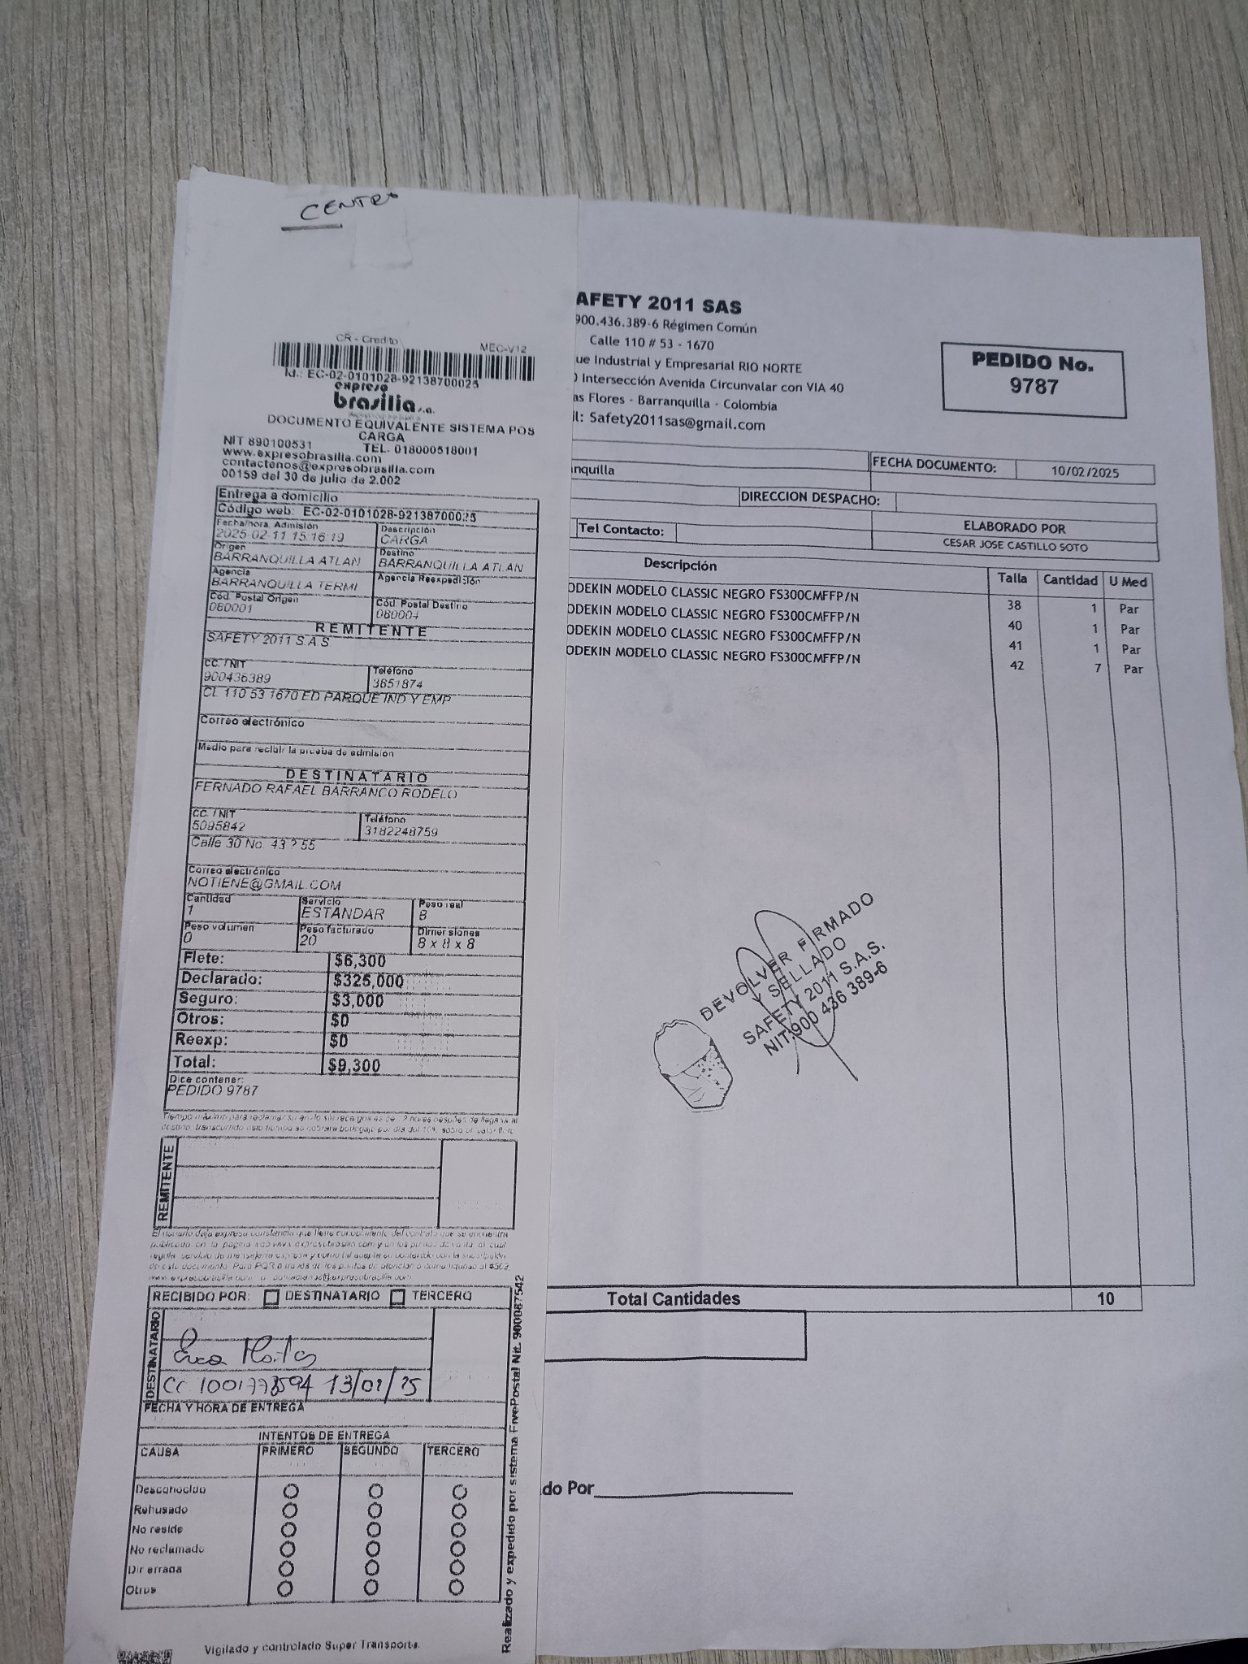 CENTRO
CR - Credito
MEC-V12
Id.: EC-02-0101028-92138700025
expreso
brasilia s.a.
DOCUMENTO EQUIVALENTE SISTEMA POS
CARGA
NIT 890100531 TEL. 018000518001
www.expresobrasilia.com
contactenos@expresobrasilia.com
00159 del 30 de julio de 2.002
Entrega a domicilio
Código web: EC-02-0101028-92138700025
Fecha/hora Admisión
2025-02-11 15:16:19
Descripción
CARGA
Origen
BARRANQUILLA ATLAN
Destino
BARRANQUILLA ATLAN
Agencia
BARRANQUILLA TERMI
Agencia Reexpedición
Cód. Postal Origen
080001
Cód. Postal Destino
080004
REMITENTE
SAFETY 2011 S.A.S
CC. / NIT
900436389
Teléfono
3851874
CL 110 53 1670 ED PARQUE IND Y EMP
Correo electrónico
Medio para recibir la prueba de admisión
DESTINATARIO
FERNADO RAFAEL BARRANCO RODELO
CC. / NIT
5095842
Teléfono
3182248759
Calle 30 No. 43 ? 55
Correo electrónico
NOTIENE@GMAIL.COM
Cantidad
1
Servicio
ESTANDAR
Peso real
8
Peso volumen
0
Peso facturado
20
Dimensiones
8 x 8 x 8
Flete: $6,300
Declarado: $325,000
Seguro: $3,000
Otros: $0
Reexp: $0
Total: $9,300
Dice contener:
PEDIDO 9787
REMITENTE
RECIBIDO POR: DESTINATARIO TERCERO
DESTINATARIO
CC 1001778594 13/02/25
FECHA Y HORA DE ENTREGA
INTENTOS DE ENTREGA
CAUSA PRIMERO SEGUNDO TERCERO
Desconocido
Rehusado
No reside
No reclamado
Dir errada
Otros
Realizado y expedido por sistema EnvePostal Nit. 900087542
Vigilado y controlado Super Transporte
AFETY 2011 SAS
900.436.389-6 Régimen Común
Calle 110 # 53 - 1670
ue Industrial y Empresarial RIO NORTE
Intersección Avenida Circunvalar con VIA 40
as Flores - Barranquilla - Colombia
il: Safety2011sas@gmail.com
PEDIDO No.
9787
nquilla
FECHA DOCUMENTO: 10/02/2025
DIRECCION DESPACHO:
Tel Contacto:
ELABORADO POR
CESAR JOSE CASTILLO SOTO
Descripción Talla Cantidad U Med
ODEKIN MODELO CLASSIC NEGRO FS300CMFFP/N 38 1 Par
ODEKIN MODELO CLASSIC NEGRO FS300CMFFP/N 40 1 Par
ODEKIN MODELO CLASSIC NEGRO FS300CMFFP/N 41 1 Par
ODEKIN MODELO CLASSIC NEGRO FS300CMFFP/N 42 7 Par
DEVOLVER FIRMADO
Y SELLADO
SAFETY 2011 S.A.S.
NIT.900 436 389-6
Total Cantidades 10
do Por